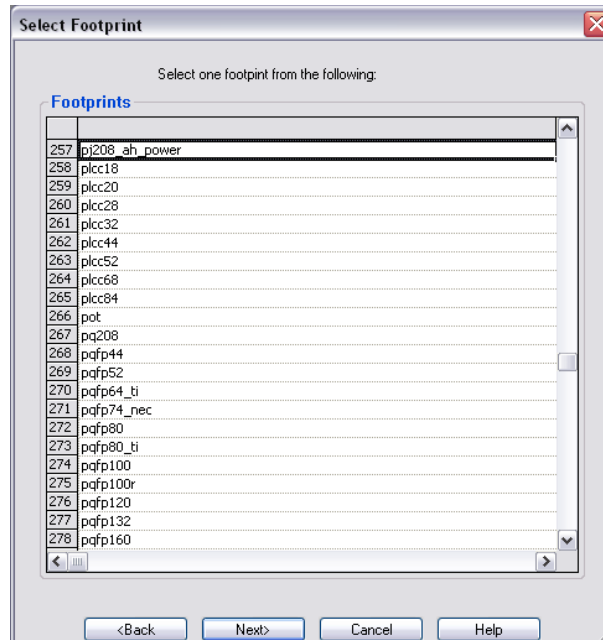 Select Footprint
Select one footpint from the following:
Footprints
257 pj208_ah_power
258 plcc18
259 plcc20
260 plcc28
261 plcc32
262 plcc44
263 plcc52
264 plcc68
265 plcc84
266 pot
267 pq208
268 pqfp44
269 pqfp52
270 pqfp64_ti
271 pqfp74_nec
272 pqfp80
273 pqfp80_ti
274 pqfp100
275 pqfp100r
276 pqfp120
277 pqfp132
278 pqfp160
<Back Next> Cancel Help